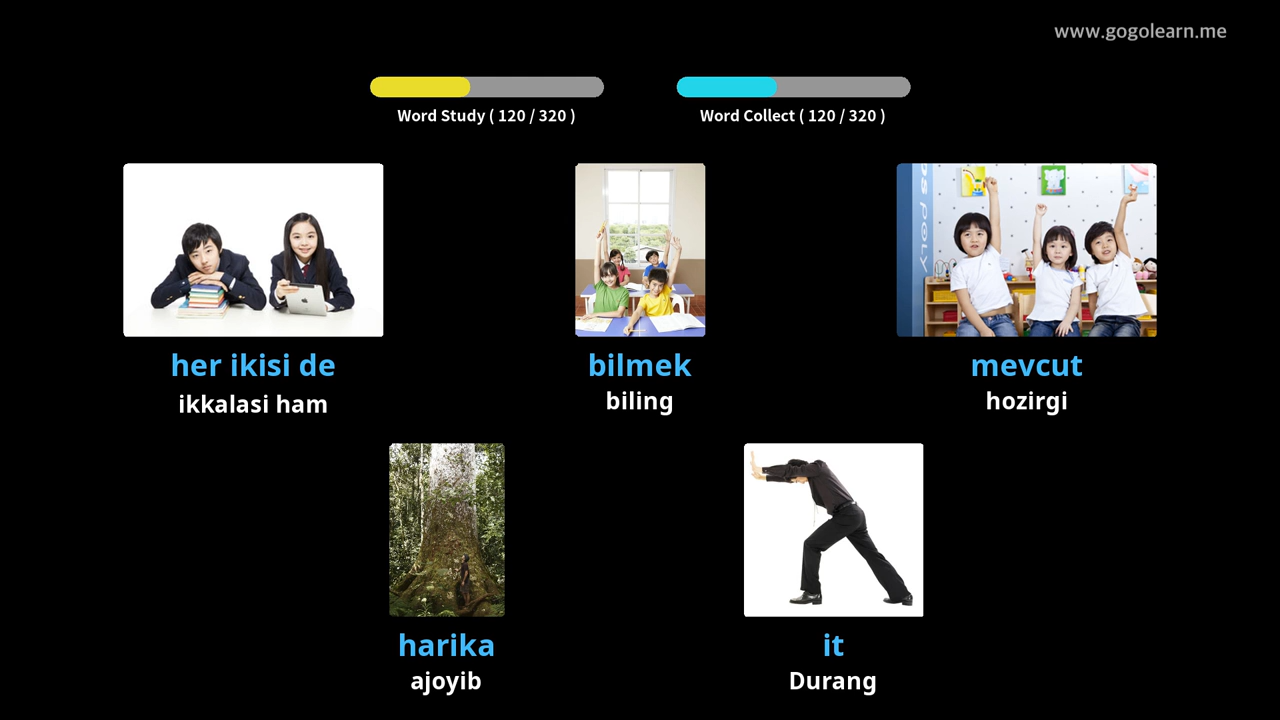 www.gogolearn.me
Word Study ( 120 / 320 )
Word Collect ( 120 / 320 )
her ikisi de
ikkalasi ham
bilmek
biling
mevcut
hozirgi
harika
ajoyib
it
Durang